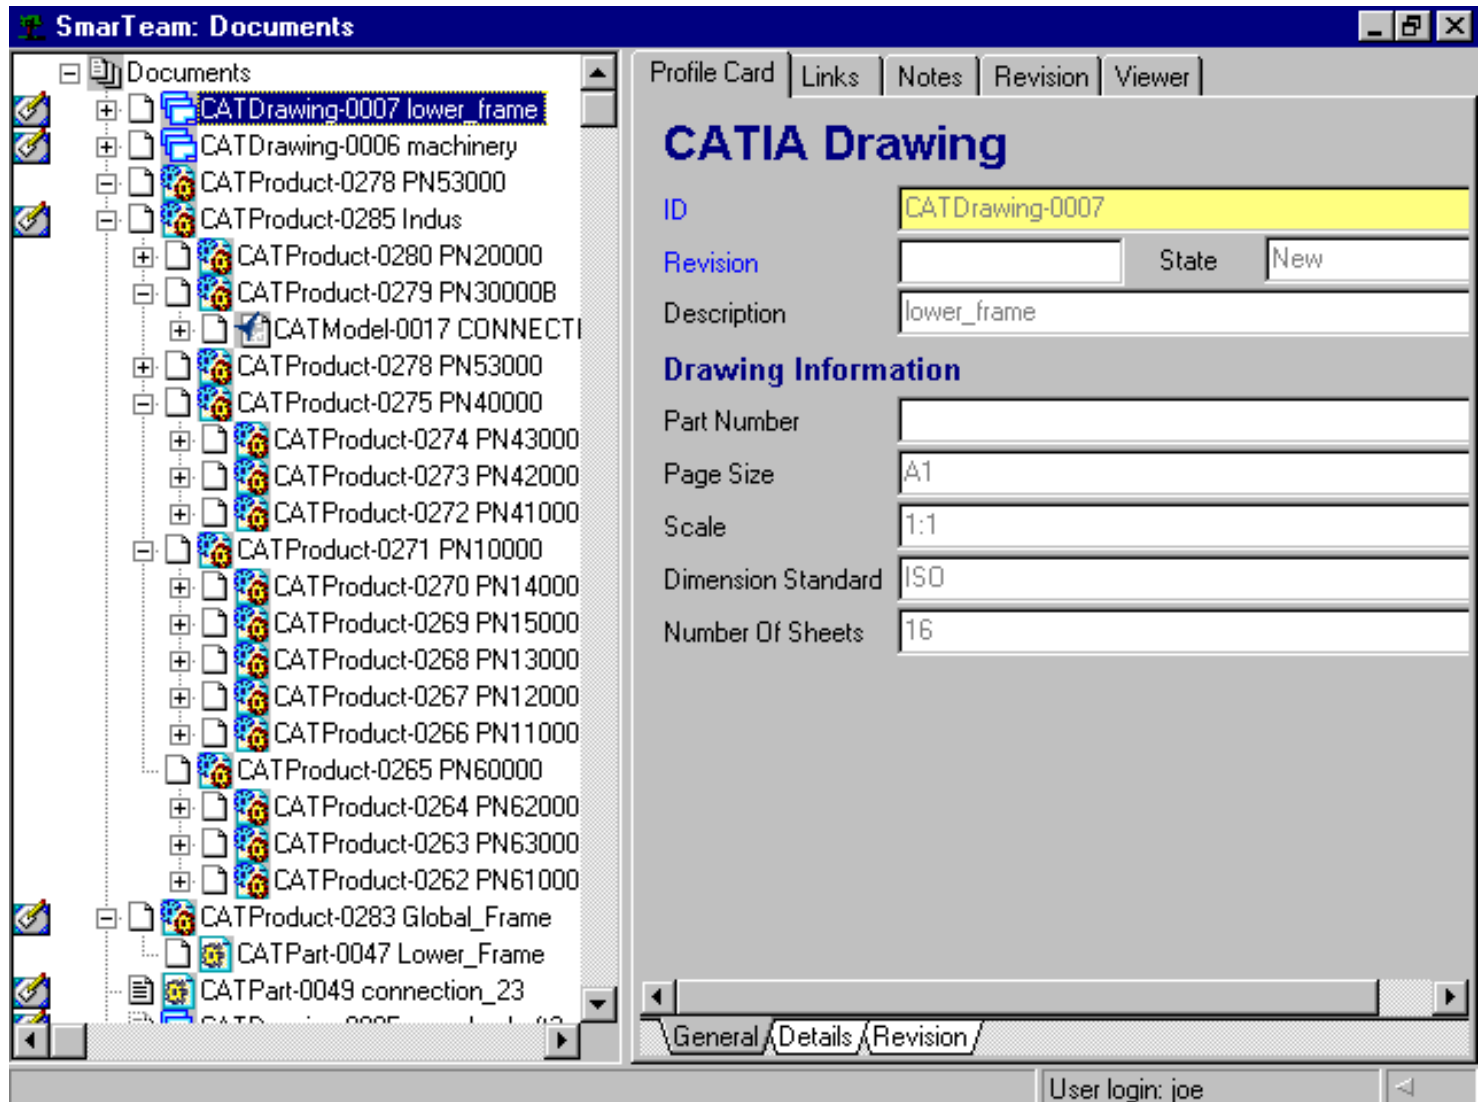 SmarTeam: Documents
Documents
CATDrawing-0007 lower_frame
CATDrawing-0006 machinery
CATProduct-0278 PN53000
CATProduct-0285 Indus
CATProduct-0280 PN20000
CATProduct-0279 PN30000B
CATModel-0017 CONNECTI
CATProduct-0278 PN53000
CATProduct-0275 PN40000
CATProduct-0274 PN43000
CATProduct-0273 PN42000
CATProduct-0272 PN41000
CATProduct-0271 PN10000
CATProduct-0270 PN14000
CATProduct-0269 PN15000
CATProduct-0268 PN13000
CATProduct-0267 PN12000
CATProduct-0266 PN11000
CATProduct-0265 PN60000
CATProduct-0264 PN62000
CATProduct-0263 PN63000
CATProduct-0262 PN61000
CATProduct-0283 Global_Frame
CATPart-0047 Lower_Frame
CATPart-0049 connection_23
Profile Card Links Notes Revision Viewer
CATIA Drawing
ID CATDrawing-0007
Revision State New
Description lower_frame
Drawing Information
Part Number
Page Size A1
Scale 1:1
Dimension Standard ISO
Number Of Sheets 16
General Details Revision
User login: joe